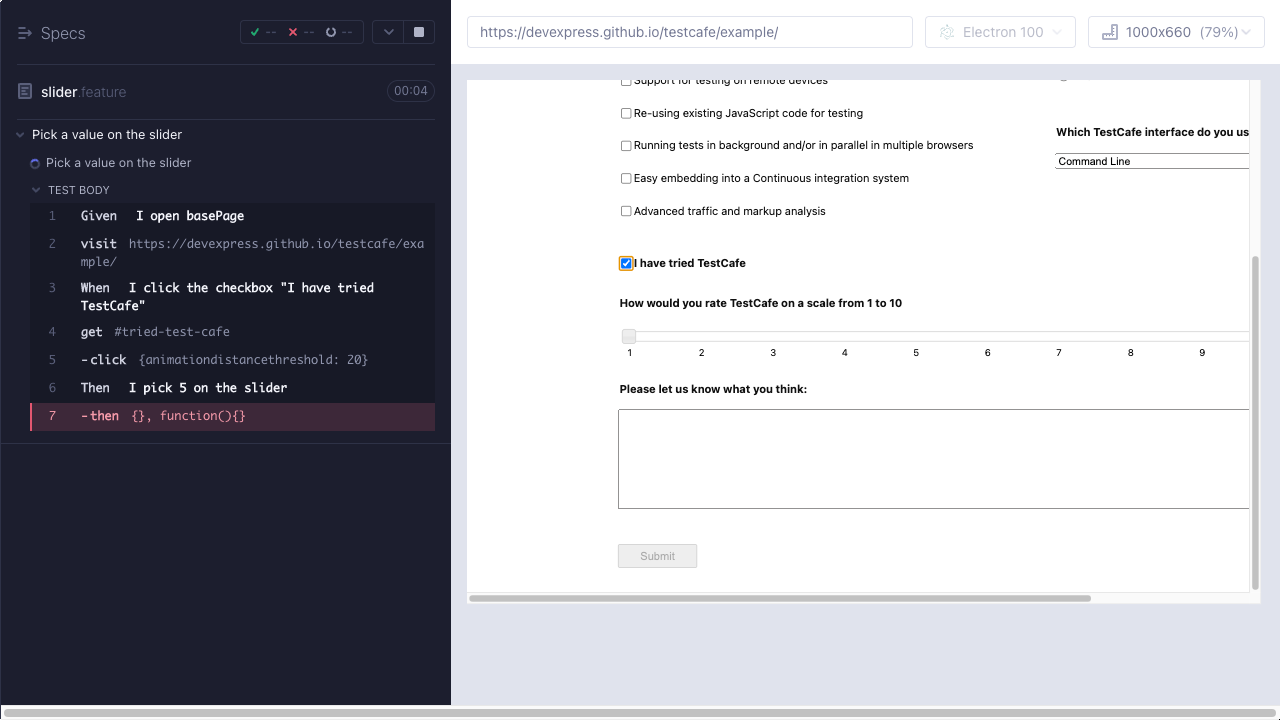 Specs
-- -- --
slider.feature
00:04
Pick a value on the slider
Pick a value on the slider
TEST BODY
1 Given I open basePage
2 visit https://devexpress.github.io/testcafe/exa
mple/
3 When I click the checkbox "I have tried
TestCafe"
4 get #tried-test-cafe
5 -click {animationdistancethreshold: 20}
6 Then I pick 5 on the slider
7 -then {}, function(){}
https://devexpress.github.io/testcafe/example/
Electron 100
1000x660 (79%)
Support for testing on remote devices
Re-using existing JavaScript code for testing
Running tests in background and/or in parallel in multiple browsers
Easy embedding into a Continuous integration system
Advanced traffic and markup analysis
Which TestCafe interface do you us
Command Line
I have tried TestCafe
How would you rate TestCafe on a scale from 1 to 10
1 2 3 4 5 6 7 8 9
Please let us know what you think:
Submit